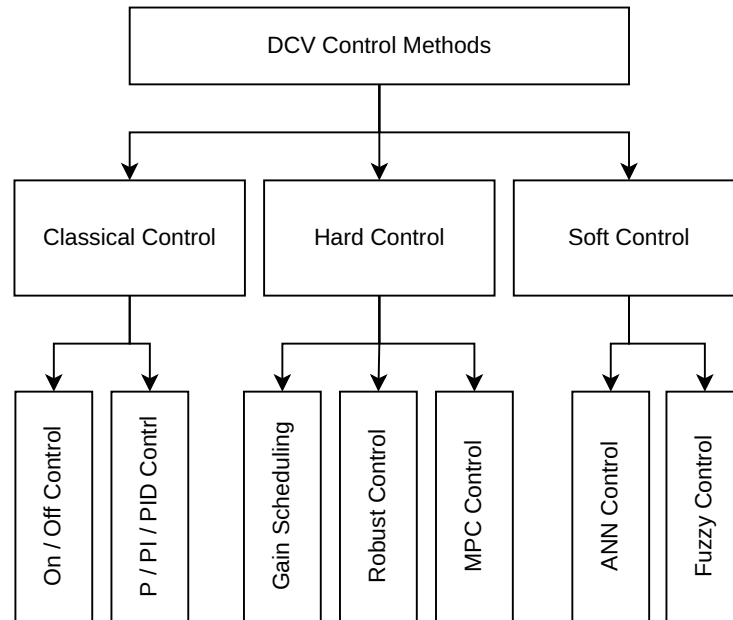 DCV Control Methods
Classical Control
Hard Control
Soft Control
On / Off Control
P / PI / PID Contrl
Gain Scheduling
Robust Control
MPC Control
ANN Control
Fuzzy Control